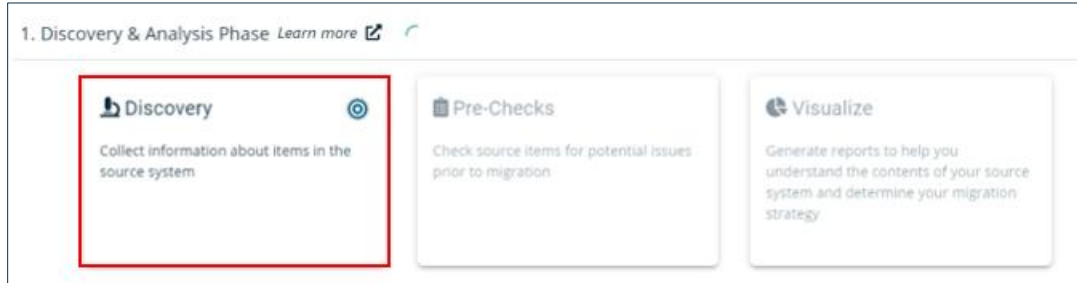 1. Discovery & Analysis Phase Learn more
Discovery
Collect information about items in the
source system
Pre-Checks
Check source items for potential issues
prior to migration
Visualize
Generate reports to help you
understand the contents of your source
system and determine your migration
strategy